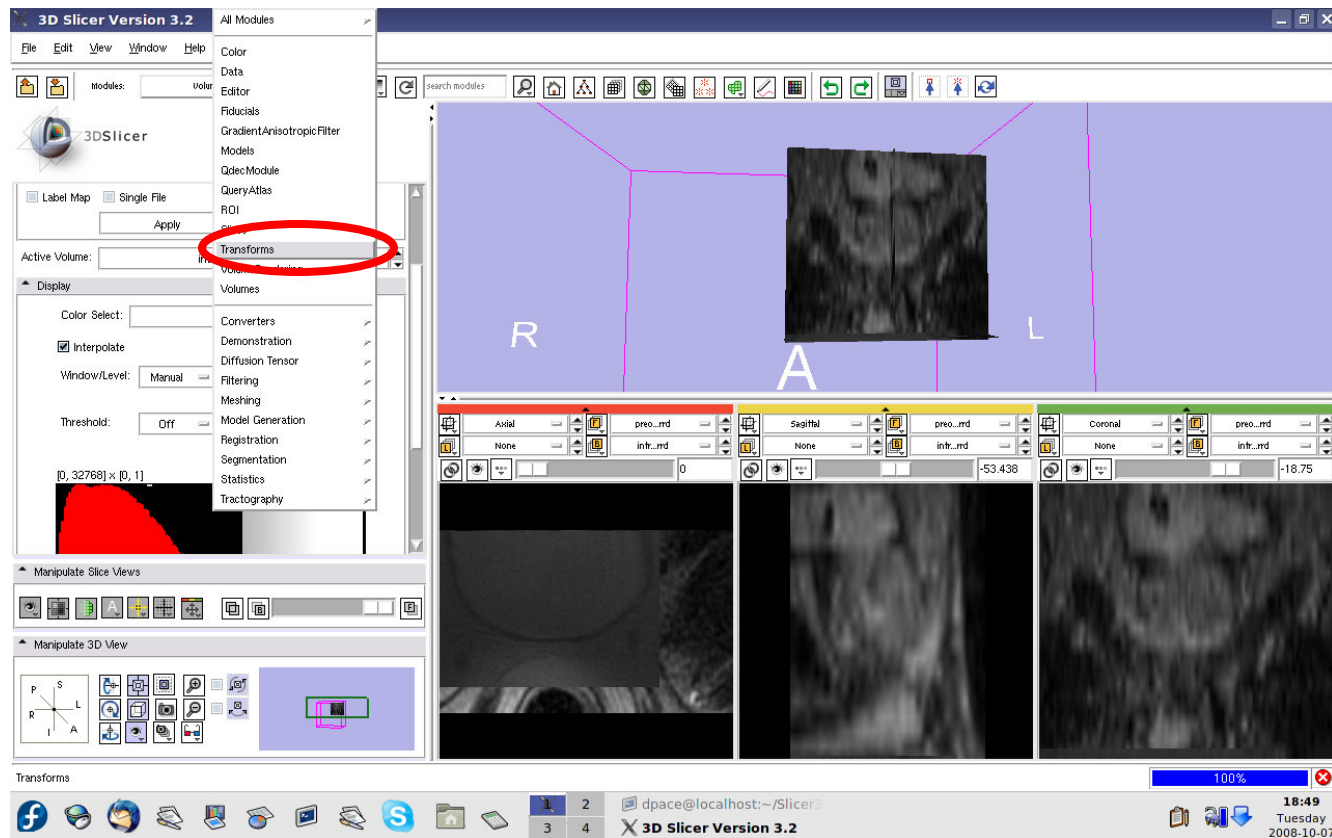 3D Slicer Version 3.2
File Edit View Window Help
Modules:
search modules
3DSlicer
Label Map Single File
Apply
Active Volume:
Display
Color Select:
Interpolate
Window/Level: Manual
Threshold: Off
[0, 32768] x [0, 1]
All Modules
Color
Data
Editor
Fiducials
GradientAnisotropicFilter
Models
QdecModule
QueryAtlas
ROI
Transforms
Volumes
Converters
Demonstration
Diffusion Tensor
Filtering
Meshing
Model Generation
Registration
Segmentation
Statistics
Tractography
R
A
L
Axial preo...rrd
None intr...rrd
0
Sagittal preo...rrd
None intr...rrd
-53.438
Coronal preo...rrd
None intr...rrd
-18.75
Manipulate Slice Views
Manipulate 3D View
P S
R L
I A
Transforms
100%
1 2
3 4
dpace@localhost:~/Slicer3
3D Slicer Version 3.2
18:49
Tuesday
2008-10-07